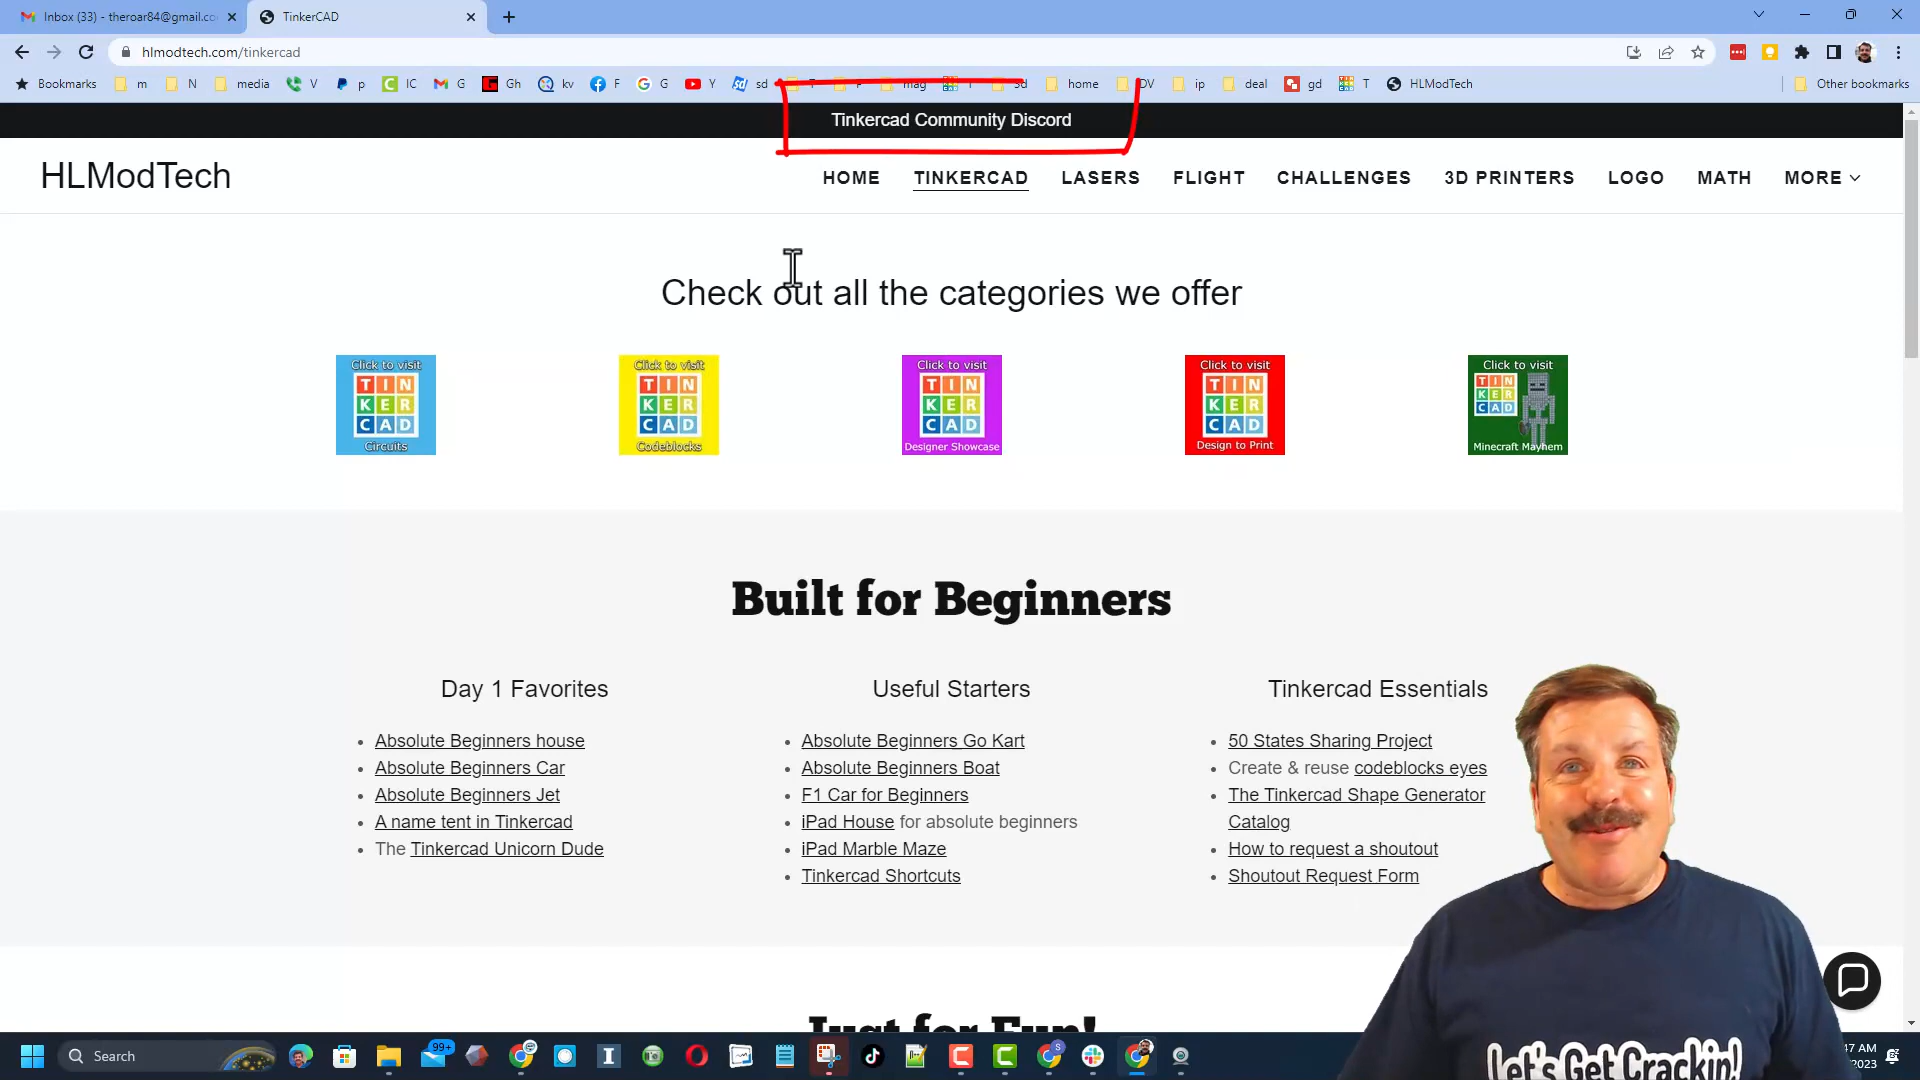 Inbox (33) - theroar84@gmail.co
TinkerCAD
hlmodtech.com/tinkercad
Bookmarks m N media V p IC G Gh kv F G Y sd mag home DV ip deal gd T HLModTech Other bookmarks
Tinkercad Community Discord
HLModTech
HOME TINKERCAD LASERS FLIGHT CHALLENGES 3D PRINTERS LOGO MATH MORE
Check out all the categories we offer
Click to visit
TIN
KER
CAD
Circuits
Click to visit
TIN
KER
CAD
Codeblocks
Click to visit
TIN
KER
CAD
Designer Showcase
Click to visit
TIN
KER
CAD
Design to Print
Click to visit
TIN
KER
CAD
Minecraft Mayhem
Built for Beginners
Day 1 Favorites
Absolute Beginners house
Absolute Beginners Car
Absolute Beginners Jet
A name tent in Tinkercad
The Tinkercad Unicorn Dude
Useful Starters
Absolute Beginners Go Kart
Absolute Beginners Boat
F1 Car for Beginners
iPad House for absolute beginners
iPad Marble Maze
Tinkercad Shortcuts
Tinkercad Essentials
50 States Sharing Project
Create & reuse codeblocks eyes
The Tinkercad Shape Generator
Catalog
How to request a shoutout
Shoutout Request Form
Just for Fun!
Let's Get Crackin!
Search
99+
47 AM
2023